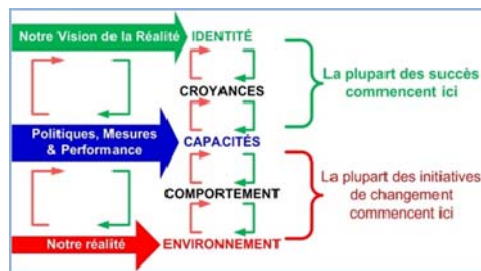 Notre Vision de la Réalité
IDENTITÉ
CROYANCES
La plupart des succès
commencent ici
Politiques, Mesures
& Performance
CAPACITÉS
COMPORTEMENT
La plupart des initiatives
de changement
commencent ici
Notre réalité
ENVIRONNEMENT